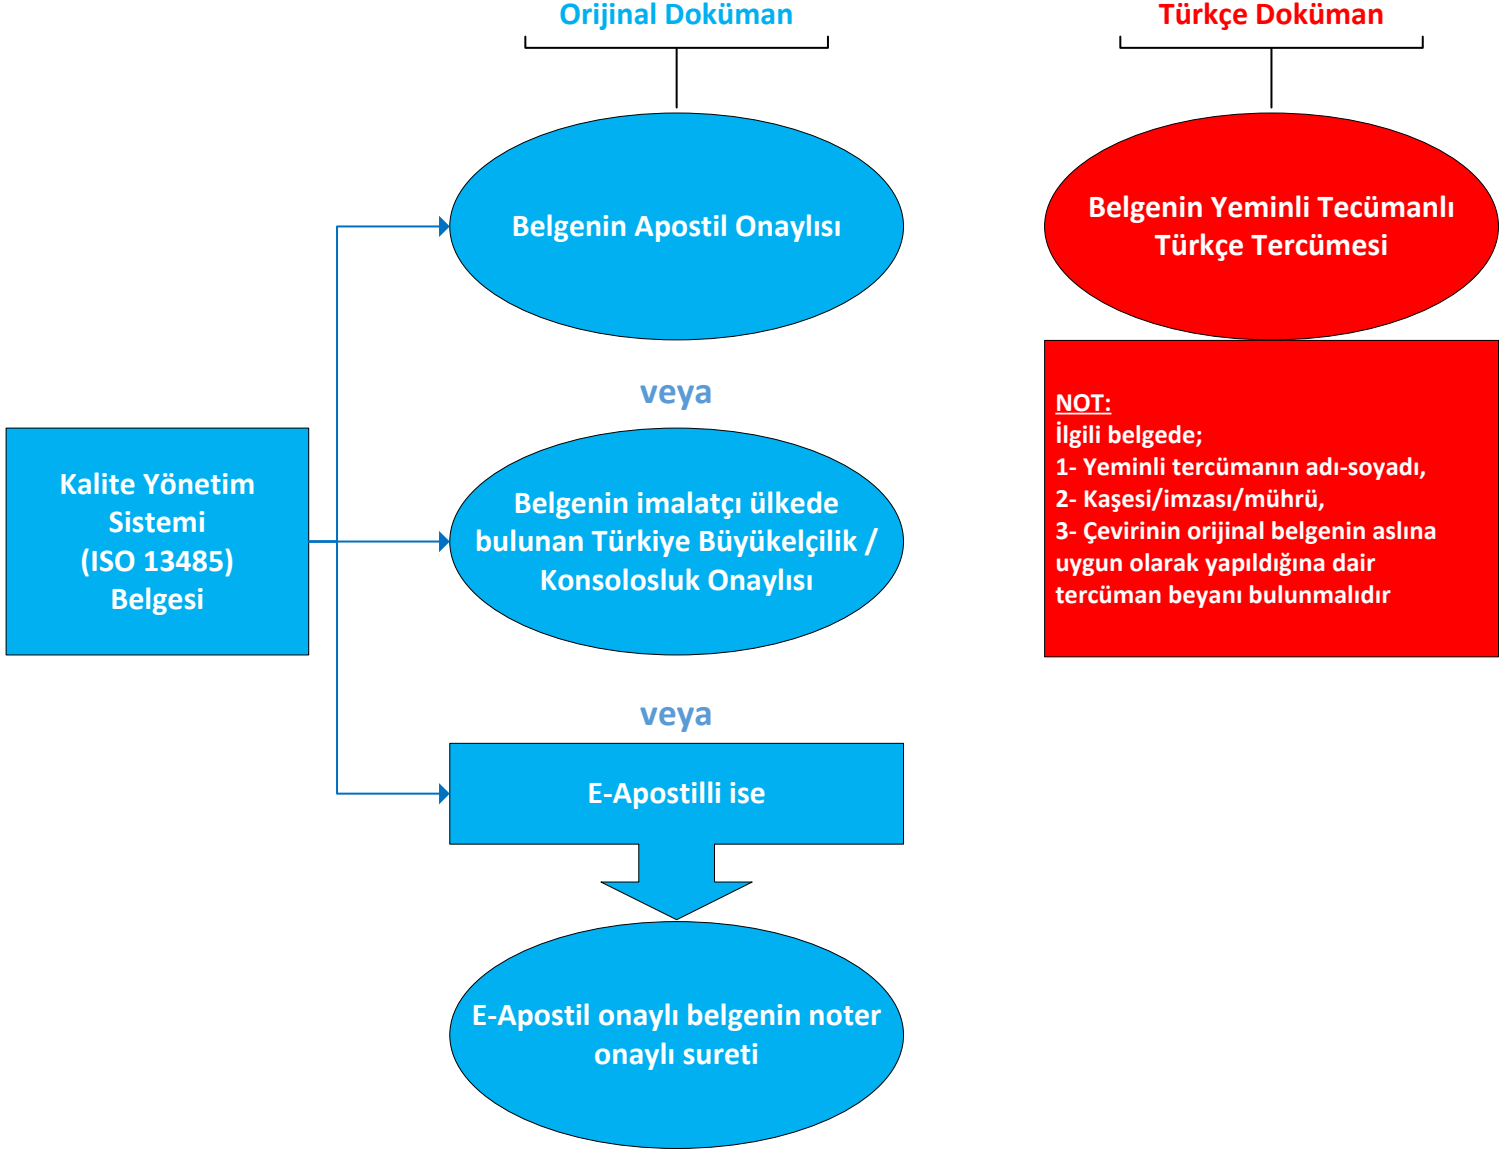 Orijinal Doküman
Türkçe Doküman
Belgenin Apostil Onaylısı
Belgenin Yeminli Tecümanlı
Türkçe Tercümesi
veya
NOT:
İlgili belgede;
1- Yeminli tercümanın adı-soyadı,
2- Kaşesi/imzası/mührü,
3- Çevirinin orijinal belgenin aslına
uygun olarak yapıldığına dair
tercüman beyanı bulunmalıdır
Kalite Yönetim
Sistemi
(ISO 13485)
Belgesi
Belgenin imalatçı ülkede
bulunan Türkiye Büyükelçilik /
Konsolosluk Onaylısı
veya
E-Apostilli ise
E-Apostil onaylı belgenin noter
onaylı sureti